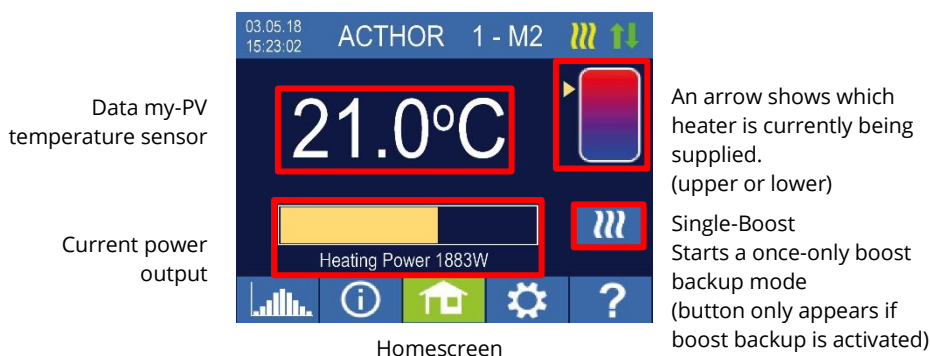 03.05.18
15:23:02
ACTHOR 1 - M2
Data my-PV
temperature sensor
21.0°C
An arrow shows which
heater is currently being
supplied.
(upper or lower)
Current power
output
Heating Power 1883W
Single-Boost
Starts a once-only boost
backup mode
(button only appears if
boost backup is activated)
?
Homescreen